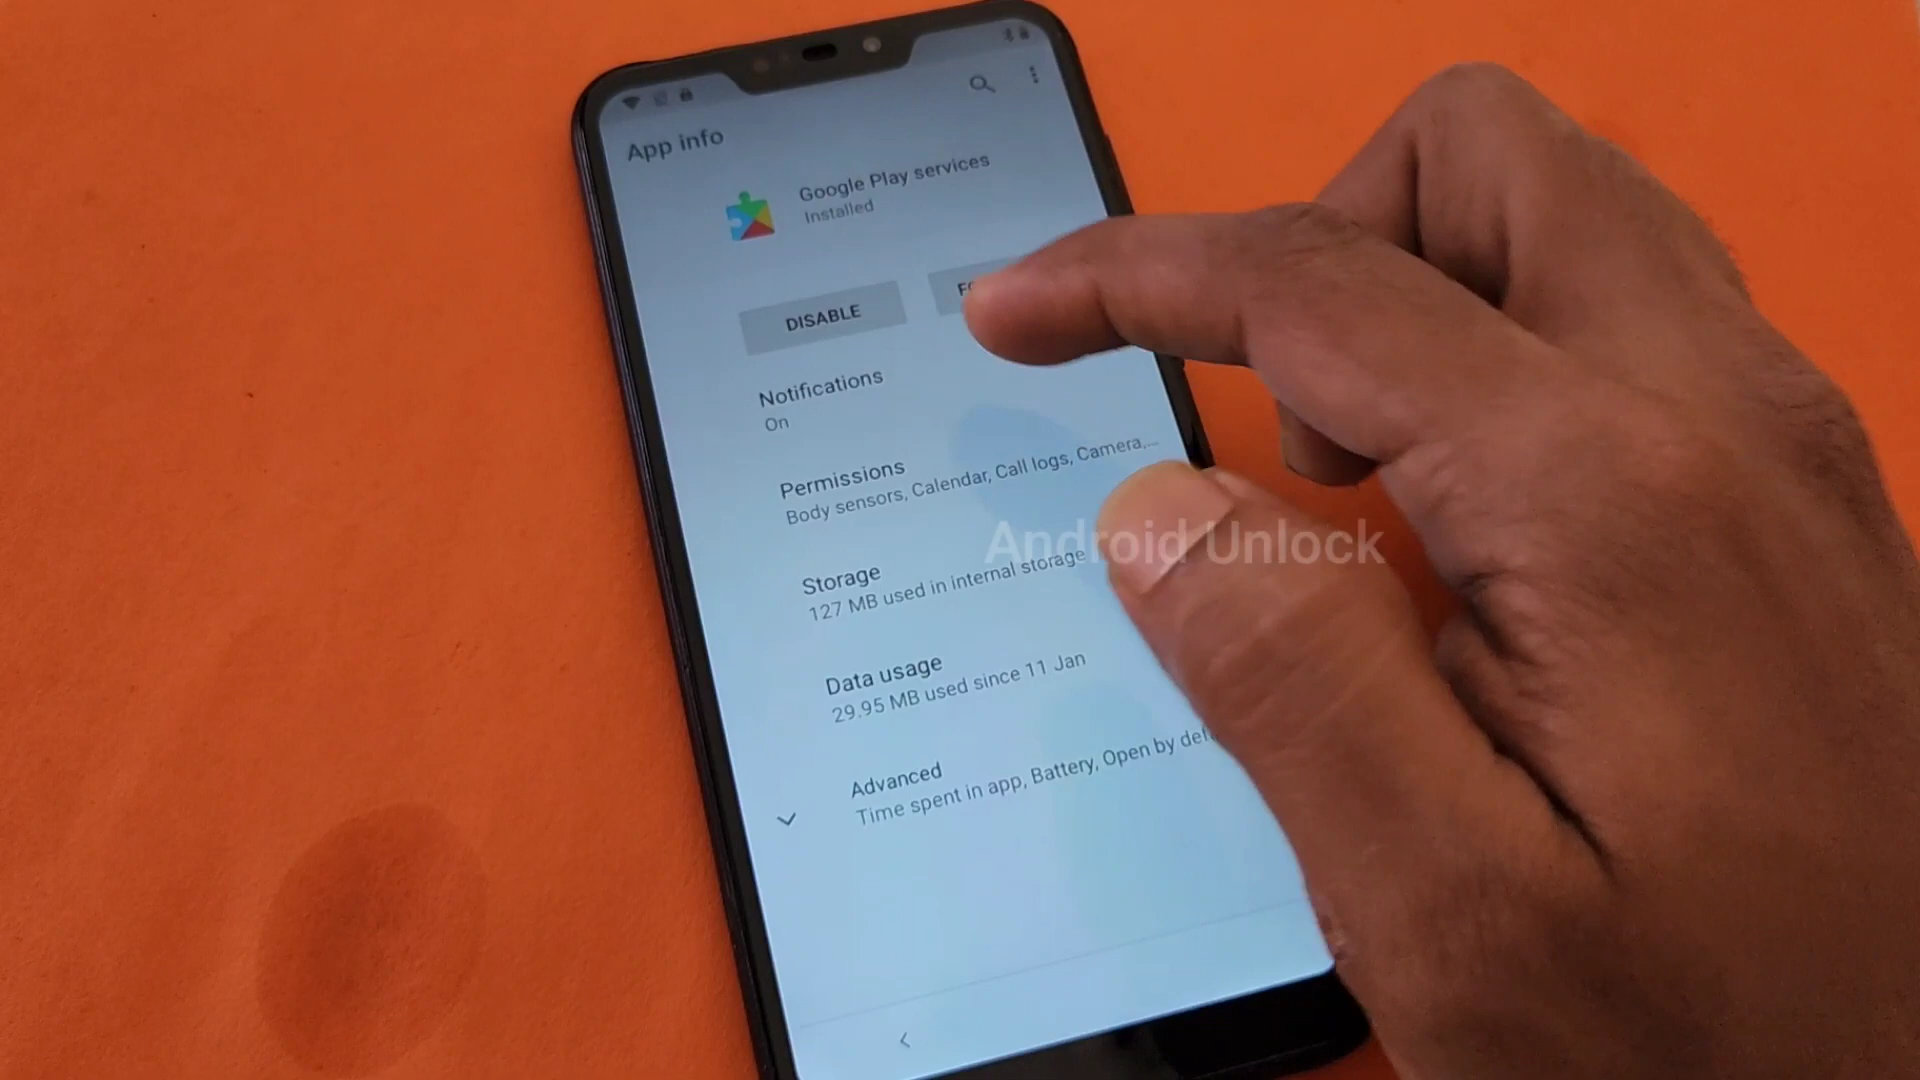 App info
Google Play services
Installed
DISABLE
Notifications
On
Permissions
Body sensors, Calendar, Call logs, Camera,...
Android Unlock
Storage
127 MB used in internal storage
Data usage
29.95 MB used since 11 Jan
Advanced
Time spent in app, Battery, Open by